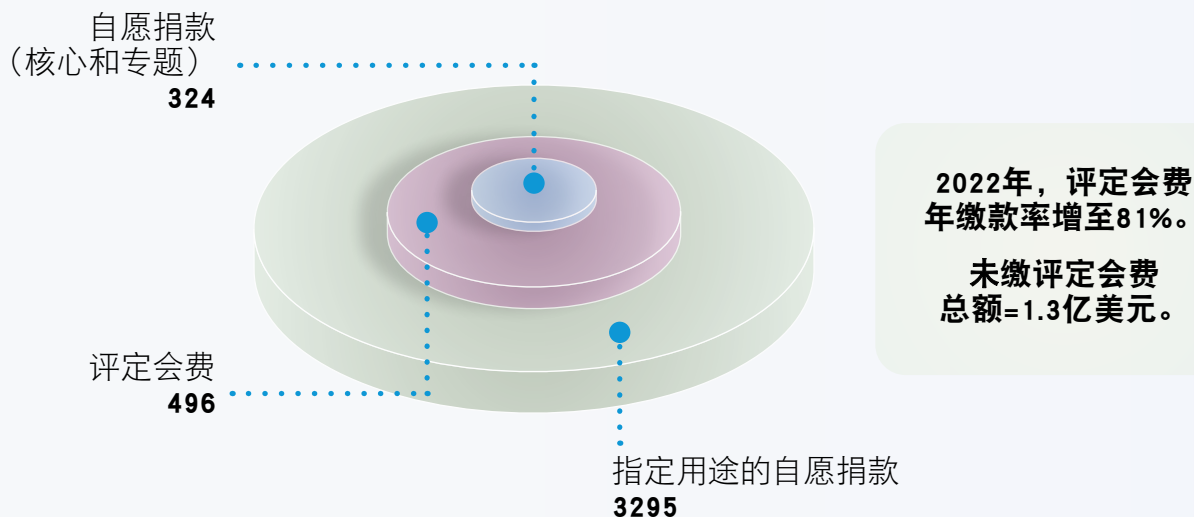 自愿捐款
（核心和专题）
324
2022年，评定会费
年缴款率增至81%。
未缴评定会费
总额=1.3亿美元。
评定会费
496
指定用途的自愿捐款
3295